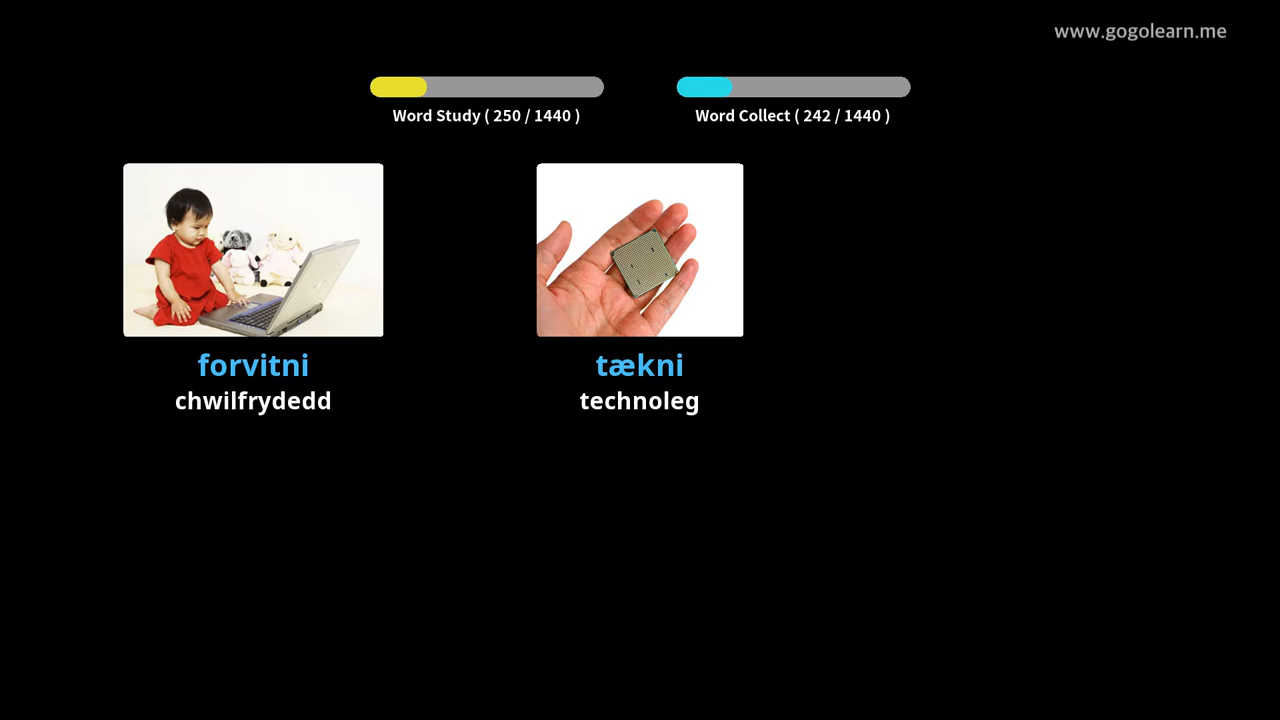 www.gogolearn.me
Word Study ( 250 / 1440 )
Word Collect ( 242 / 1440 )
forvitni
chwilfrydedd
tækni
technoleg